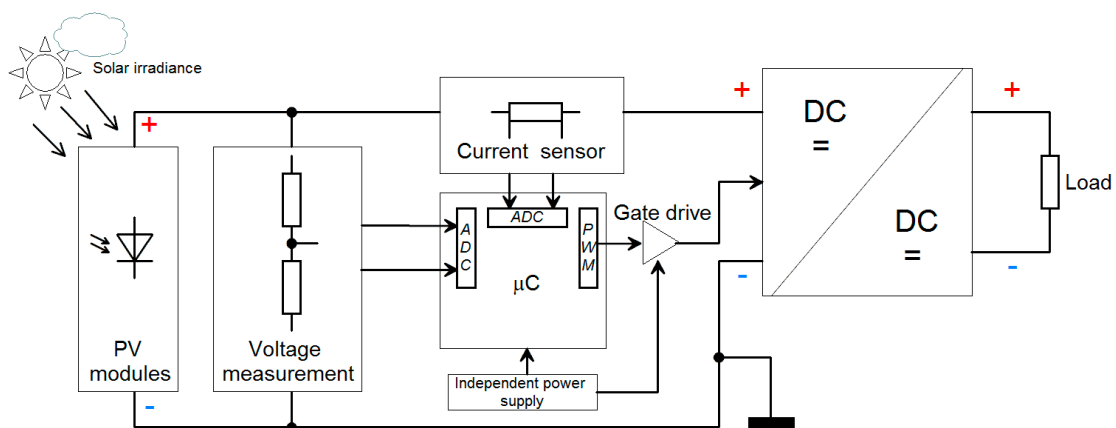 Solar irradiance
+
PV
modules
-
Voltage
measurement
Current sensor
ADC
A
D
C
μC
P
W
M
Gate drive
Independent power
supply
+
-
DC
=
DC
=
+
-
Load